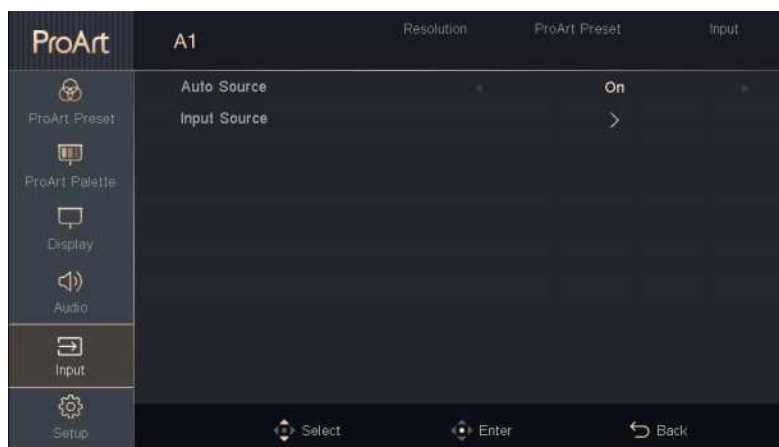 ProArt
A1
Resolution
ProArt Preset
Input
ProArt Preset
ProArt Palette
Display
Audio
Input
Setup
Auto Source
On
Input Source
Select
Enter
Back